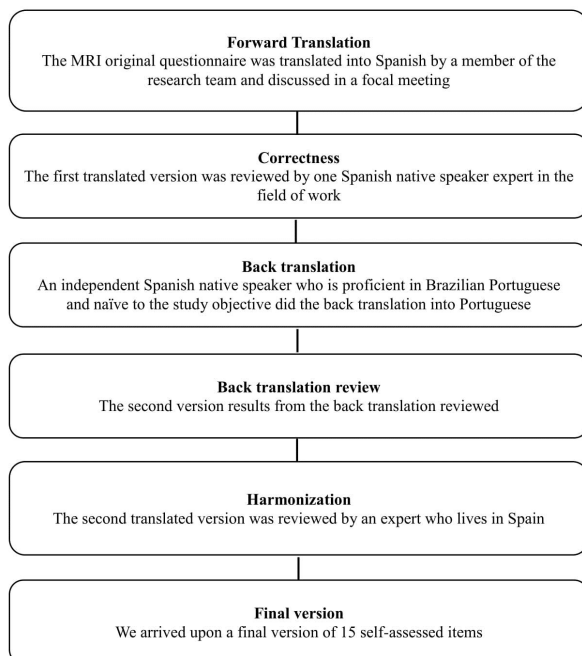 Forward Translation
The MRI original questionnaire was translated into Spanish by a member of the
research team and discussed in a focal meeting
Correctness
The first translated version was reviewed by one Spanish native speaker expert in the
field of work
Back translation
An independent Spanish native speaker who is proficient in Brazilian Portuguese
and naïve to the study objective did the back translation into Portuguese
Back translation review
The second version results from the back translation reviewed
Harmonization
The second translated version was reviewed by an expert who lives in Spain
Final version
We arrived upon a final version of 15 self-assessed items